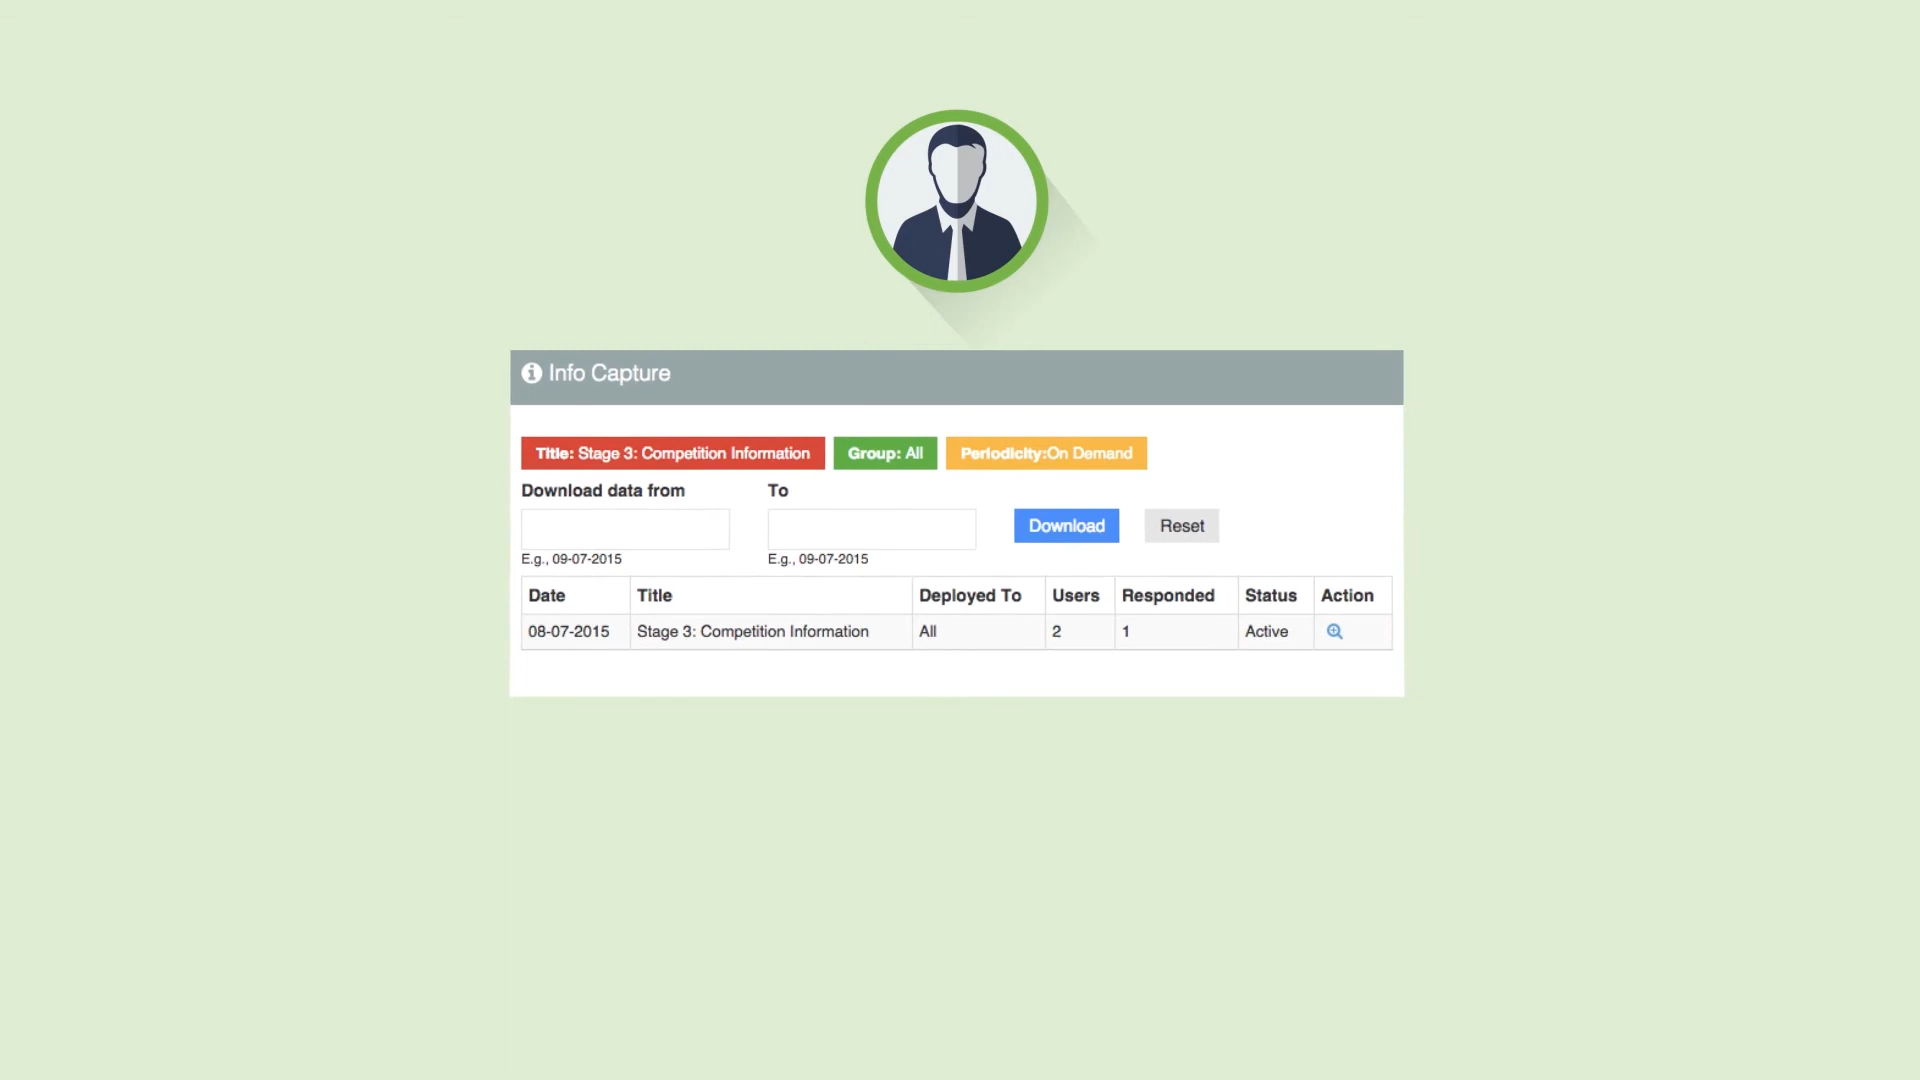 Info Capture
Title: Stage 3: Competition Information Group: All Periodicity:On Demand
Download data from To
Download Reset
E.g., 09-07-2015 E.g., 09-07-2015
Date Title Deployed To Users Responded Status Action
08-07-2015 Stage 3: Competition Information All 2 1 Active